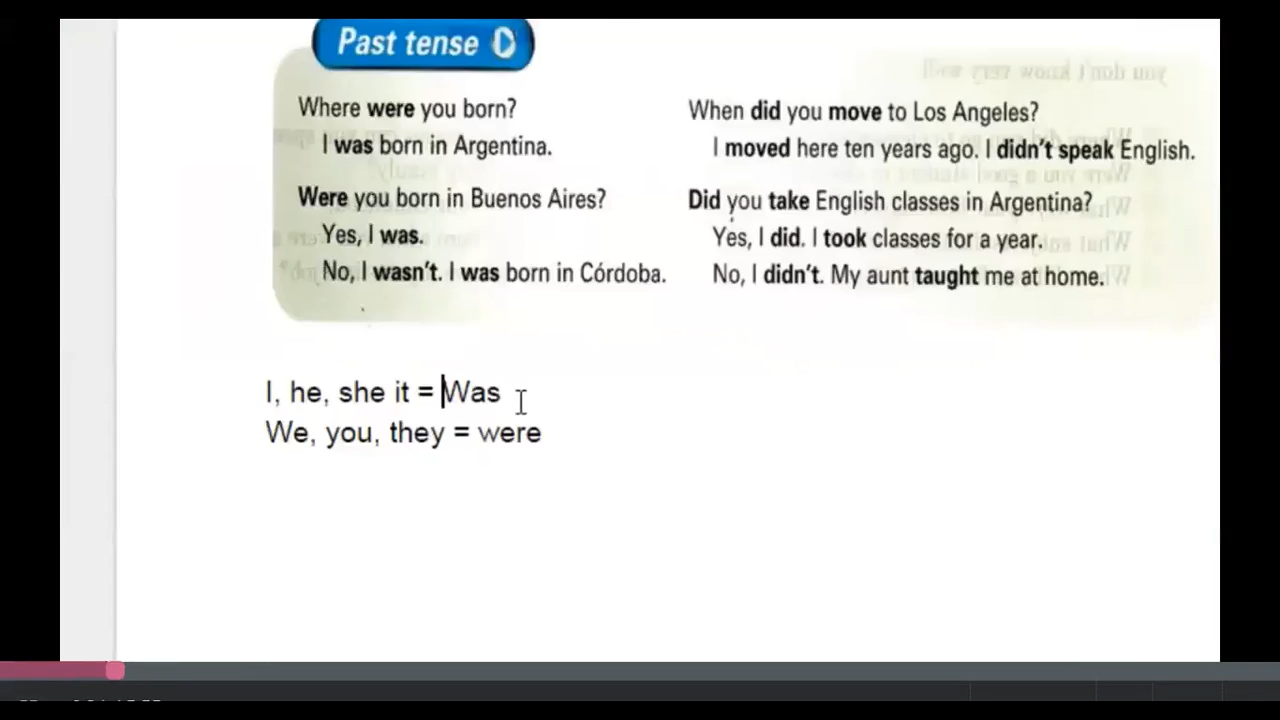 Past tense
Where were you born?
I was born in Argentina.
Were you born in Buenos Aires?
Yes, I was.
No, I wasn't. I was born in Córdoba.
When did you move to Los Angeles?
I moved here ten years ago. I didn't speak English.
Did you take English classes in Argentina?
Yes, I did. I took classes for a year.
No, I didn't. My aunt taught me at home.
I, he, she it = Was
We, you, they = were